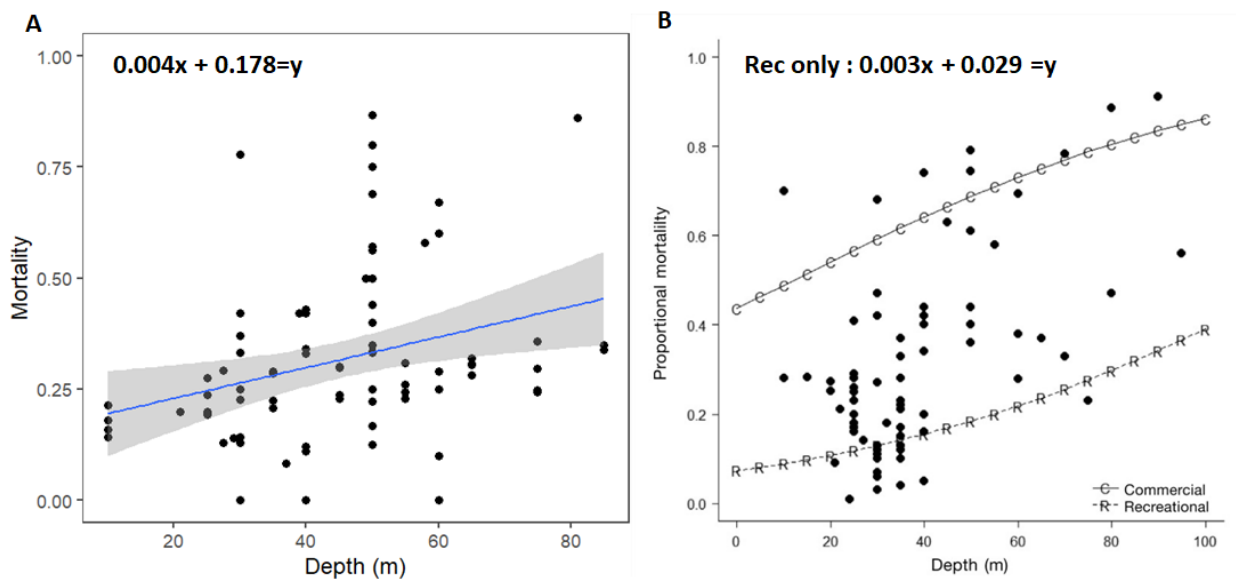 A
0.004x + 0.178=y
1.00
0.75
0.50
0.25
0.00
Mortality
20 40 60 80
Depth (m)
B
Rec only : 0.003x + 0.029 =y
1.0
0.8
0.6
0.4
0.2
0.0
Proportional mortality
C Commercial
R Recreational
0 20 40 60 80 100
Depth (m)